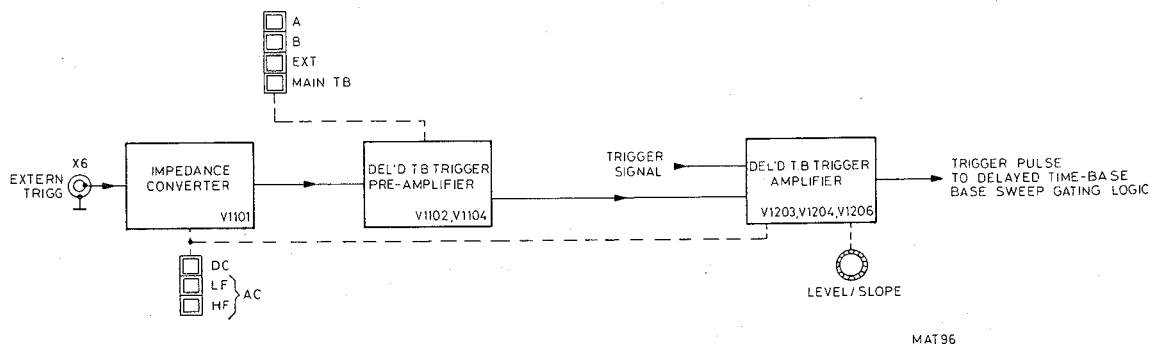 A
B
EXT
MAIN TB
X6
EXTERN
TRIGG
IMPEDANCE
CONVERTER
V1101
DEL'D TB TRIGGER
PRE-AMPLIFIER
V1102,V1104
TRIGGER
SIGNAL
DEL'D T.B TRIGGER
AMPLIFIER
V1203,V1204,V1206
TRIGGER PULSE
TO DELAYED TIME-BASE
BASE SWEEP GATING LOGIC
DC
LF
HF
AC
LEVEL/SLOPE
MAT96